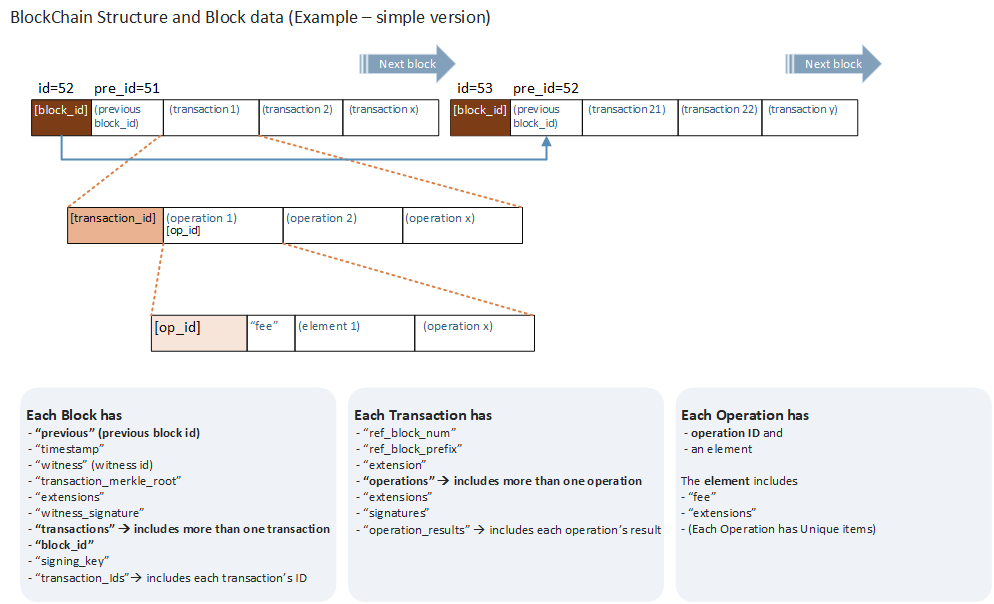 BlockChain Structure and Block data (Example – simple version)
Next block
Next block
id=52
pre_id=51
id=53
pre_id=52
[block_id]
(previous
block_id)
(transaction 1)
(transaction 2)
(transaction x)
[block_id]
(previous
block_id)
(transaction 21)
(transaction 22)
(transaction y)
[transaction_id]
(operation 1)
[op_id]
(operation 2)
(operation x)
[op_id]
“fee”
(element 1)
(operation x)
Each Block has
- “previous” (previous block id)
- “timestamp”
- “witness” (witness id)
- “transaction_merkle_root”
- “extensions”
- “witness_signature”
- “transactions” → includes more than one transaction
- “block_id”
- “signing_key”
- “transaction_Ids” → includes each transaction’s ID
Each Transaction has
- “ref_block_num”
- “ref_block_prefix”
- “extension”
- “operations” → includes more than one operation
- “extensions”
- “signatures”
- “operation_results” → includes each operation’s result
Each Operation has
- operation ID and
- an element
The element includes
- “fee”
- “extensions”
- (Each Operation has Unique items)